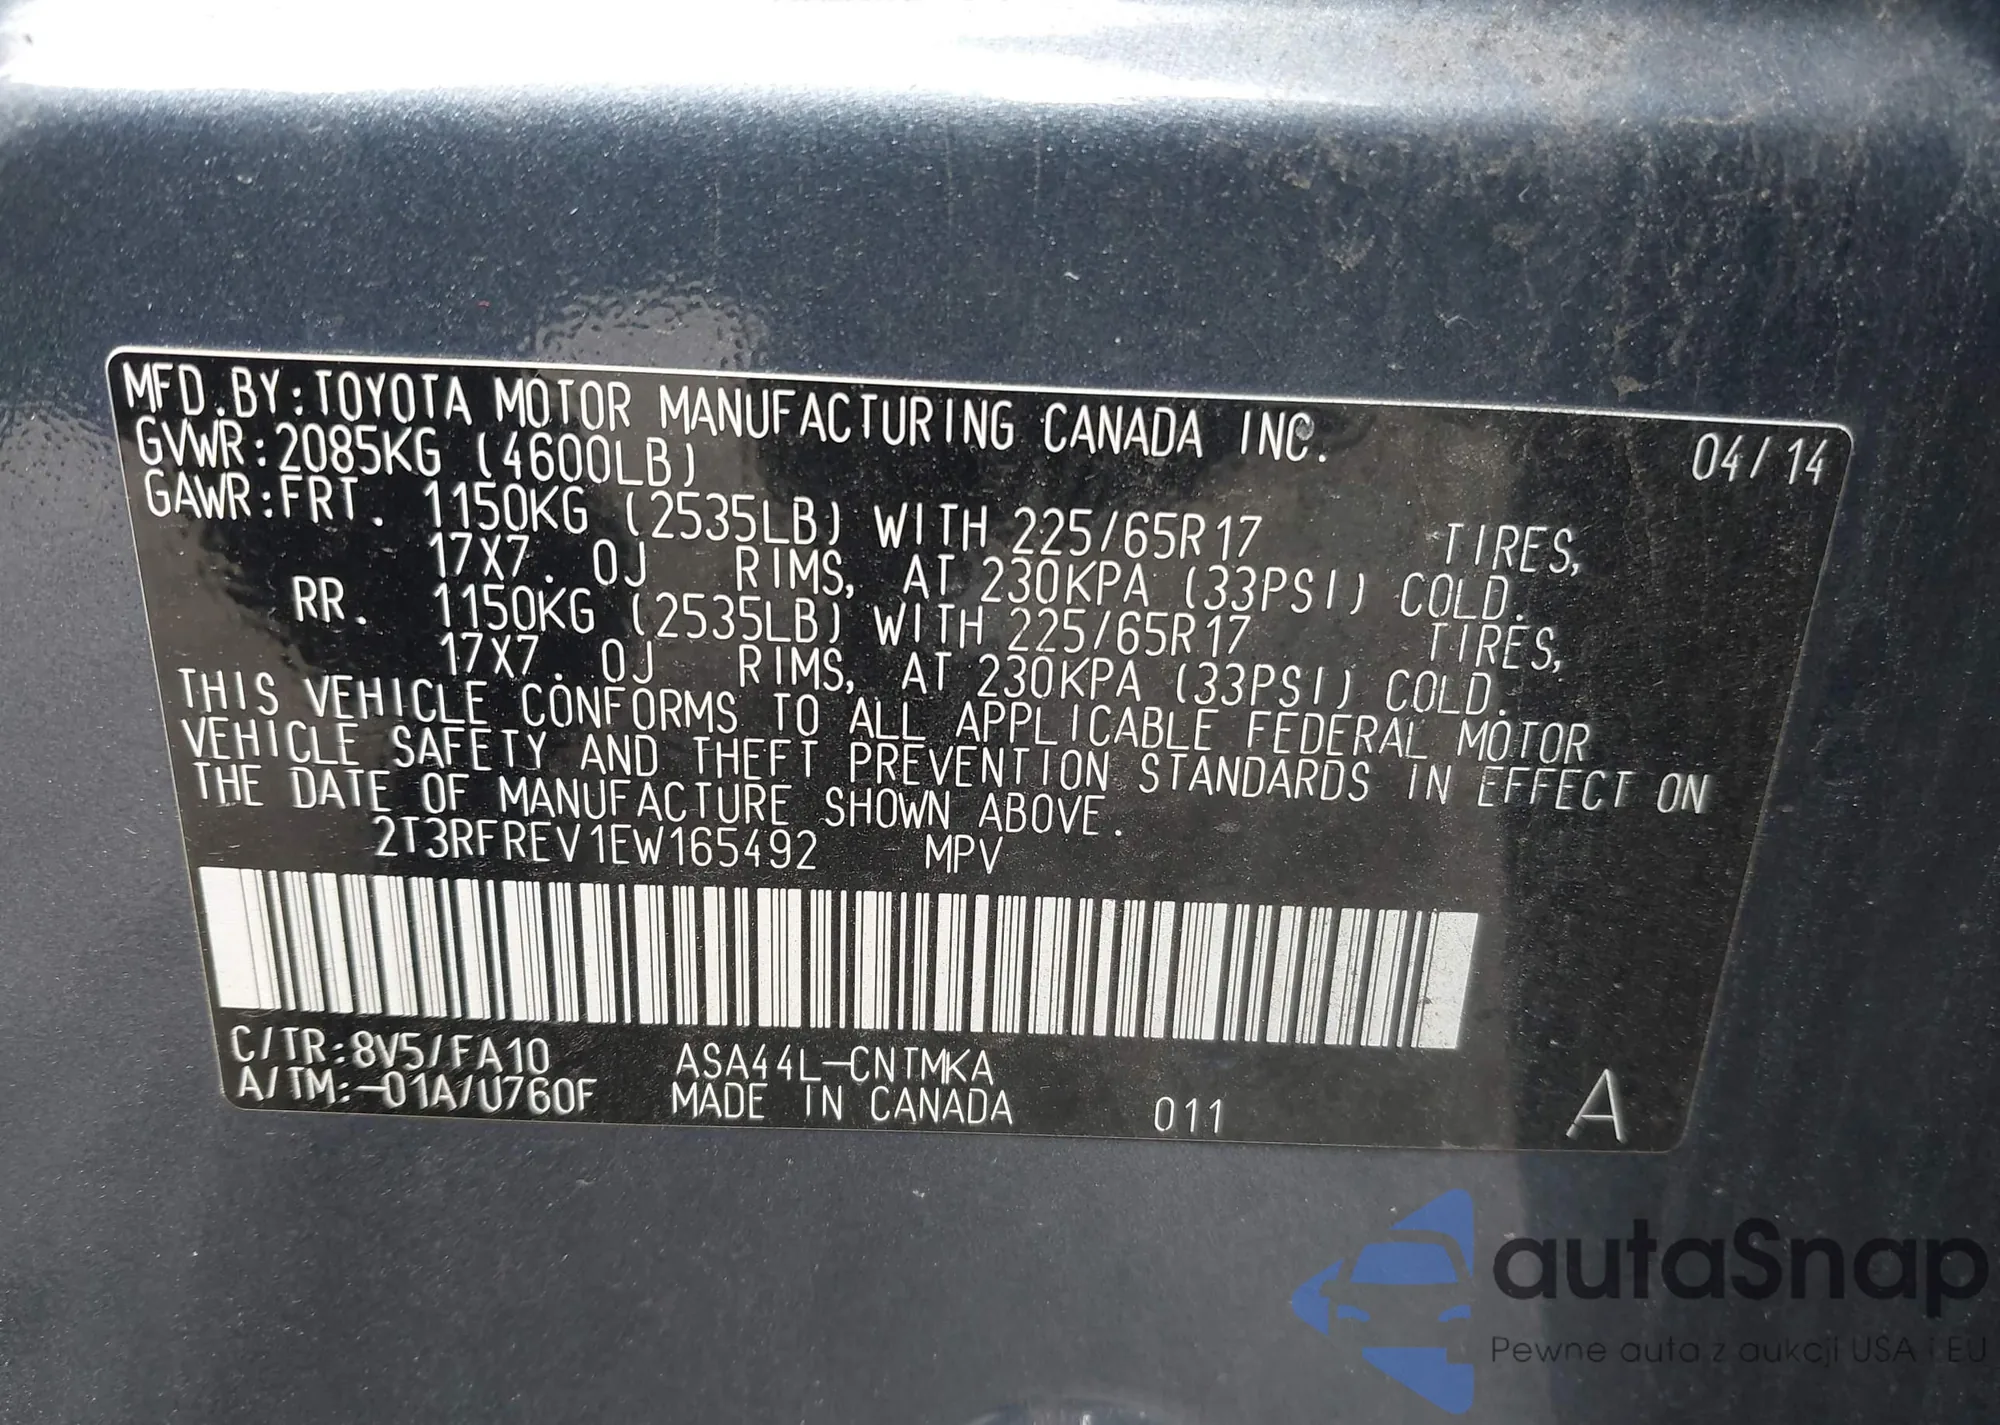 MFD.BY:TOYOTA MOTOR MANUFACTURING CANADA INC.
04/14
GVWR:2085KG (4600LB)
GAWR:FRT. 1150KG (2535LB) WITH 225/65R17 TIRES,
17X7.0J RIMS, AT 230KPA (33PSI) COLD.
RR. 1150KG (2535LB) WITH 225/65R17 TIRES,
17X7.0J RIMS, AT 230KPA (33PSI) COLD.
THIS VEHICLE CONFORMS TO ALL APPLICABLE FEDERAL MOTOR
VEHICLE SAFETY AND THEFT PREVENTION STANDARDS IN EFFECT ON
THE DATE OF MANUFACTURE SHOWN ABOVE.
2T3RFREV1EW165492 MPV
C/TR:8V5/FA10 ASA44L-CNTMKA
A/TM:-01A/U760F MADE IN CANADA 011 A
autoSnap
Pewne auta z aukcji USA i EU